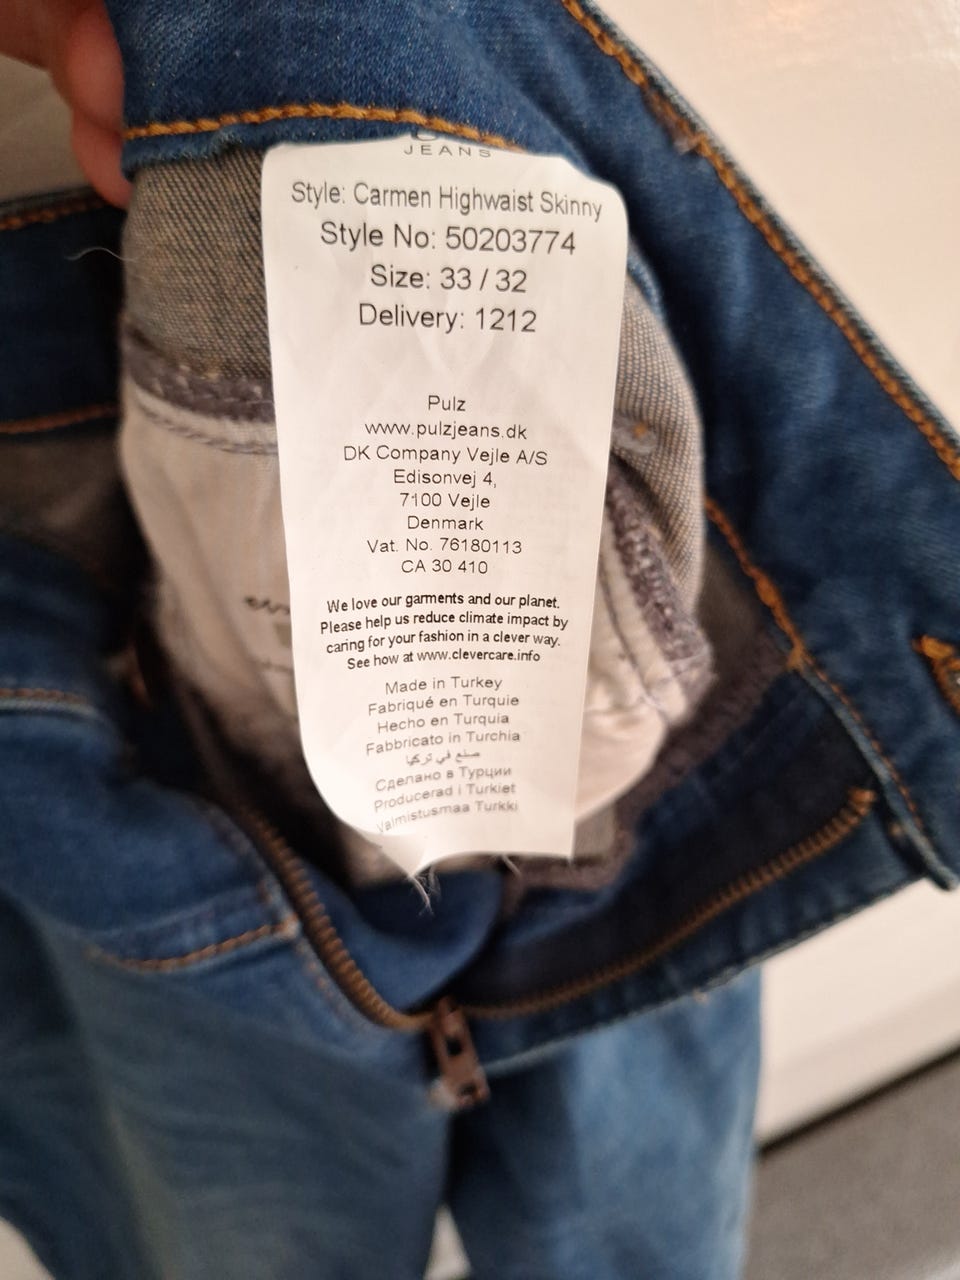 JEANS
Style: Carmen Highwaist Skinny
Style No: 50203774
Size: 33 / 32
Delivery: 1212
Pulz
www.pulzjeans.dk
DK Company Vejle A/S
Edisonvej 4,
7100 Vejle
Denmark
Vat. No. 76180113
CA 30 410
We love our garments and our planet.
Please help us reduce climate impact by
caring for your fashion in a clever way.
See how at www.clevercare.info
Made in Turkey
Fabriqué en Turquie
Hecho en Turquia
Fabbricato in Turchia
صنع في تركيا
Сделано в Турции
Producerad i Turkiet
Valmistusmaa Turkki